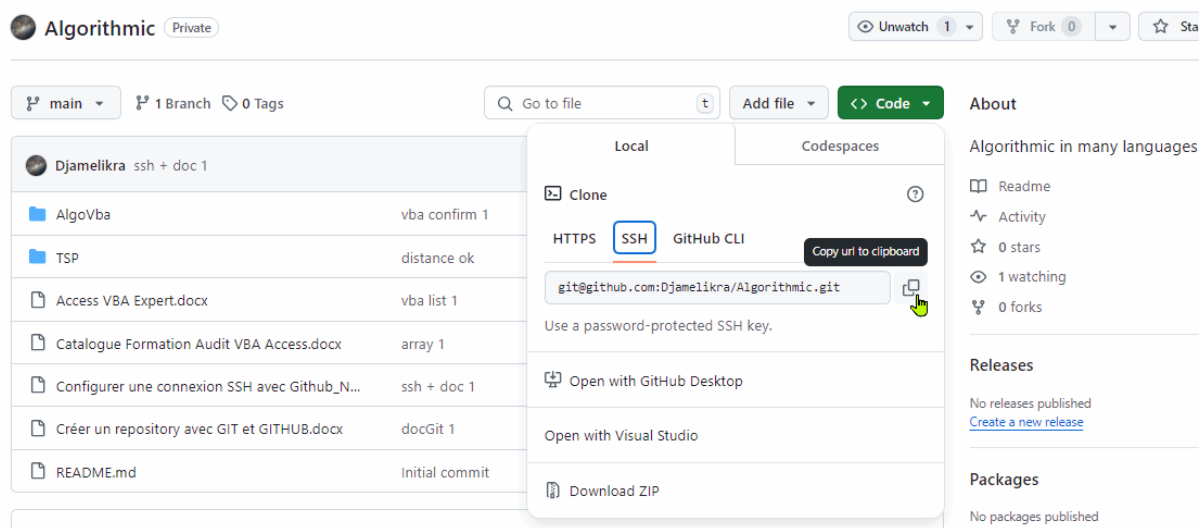 Algorithmic Private
Unwatch 1 Fork 0 Sta
main 1 Branch 0 Tags
Go to file t Add file Code
Djamelikra ssh + doc 1
AlgoVba vba confirm 1
TSP distance ok
Access VBA Expert.docx vba list 1
Catalogue Formation Audit VBA Access.docx array 1
Configurer une connexion SSH avec Github_N... ssh + doc 1
Créer un repository avec GIT et GITHUB.docx docGit 1
README.md Initial commit
Local Codespaces
Clone
HTTPS SSH GitHub CLI
Copy url to clipboard
git@github.com:Djamelikra/Algorithmic.git
Use a password-protected SSH key.
Open with GitHub Desktop
Open with Visual Studio
Download ZIP
About
Algorithmic in many languages
Readme
Activity
0 stars
1 watching
0 forks
Releases
No releases published
Create a new release
Packages
No packages published